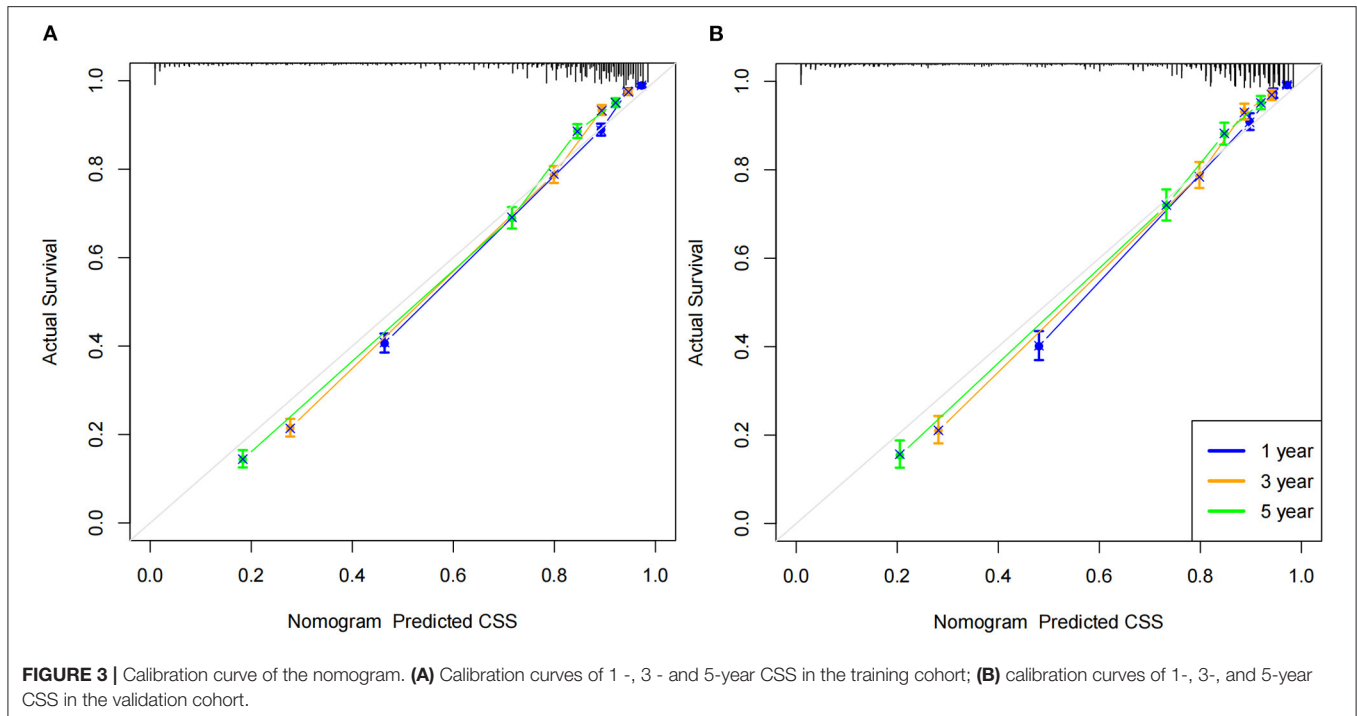 A
B
1.0
0.8
0.6
0.4
0.2
0.0
Actual Survival
0.0 0.2 0.4 0.6 0.8 1.0
Nomogram Predicted CSS
1.0
0.8
0.6
0.4
0.2
0.0
Actual Survival
1 year
3 year
5 year
0.0 0.2 0.4 0.6 0.8 1.0
Nomogram Predicted CSS
FIGURE 3 | Calibration curve of the nomogram. (A) Calibration curves of 1 -, 3 - and 5-year CSS in the training cohort; (B) calibration curves of 1-, 3-, and 5-year
CSS in the validation cohort.